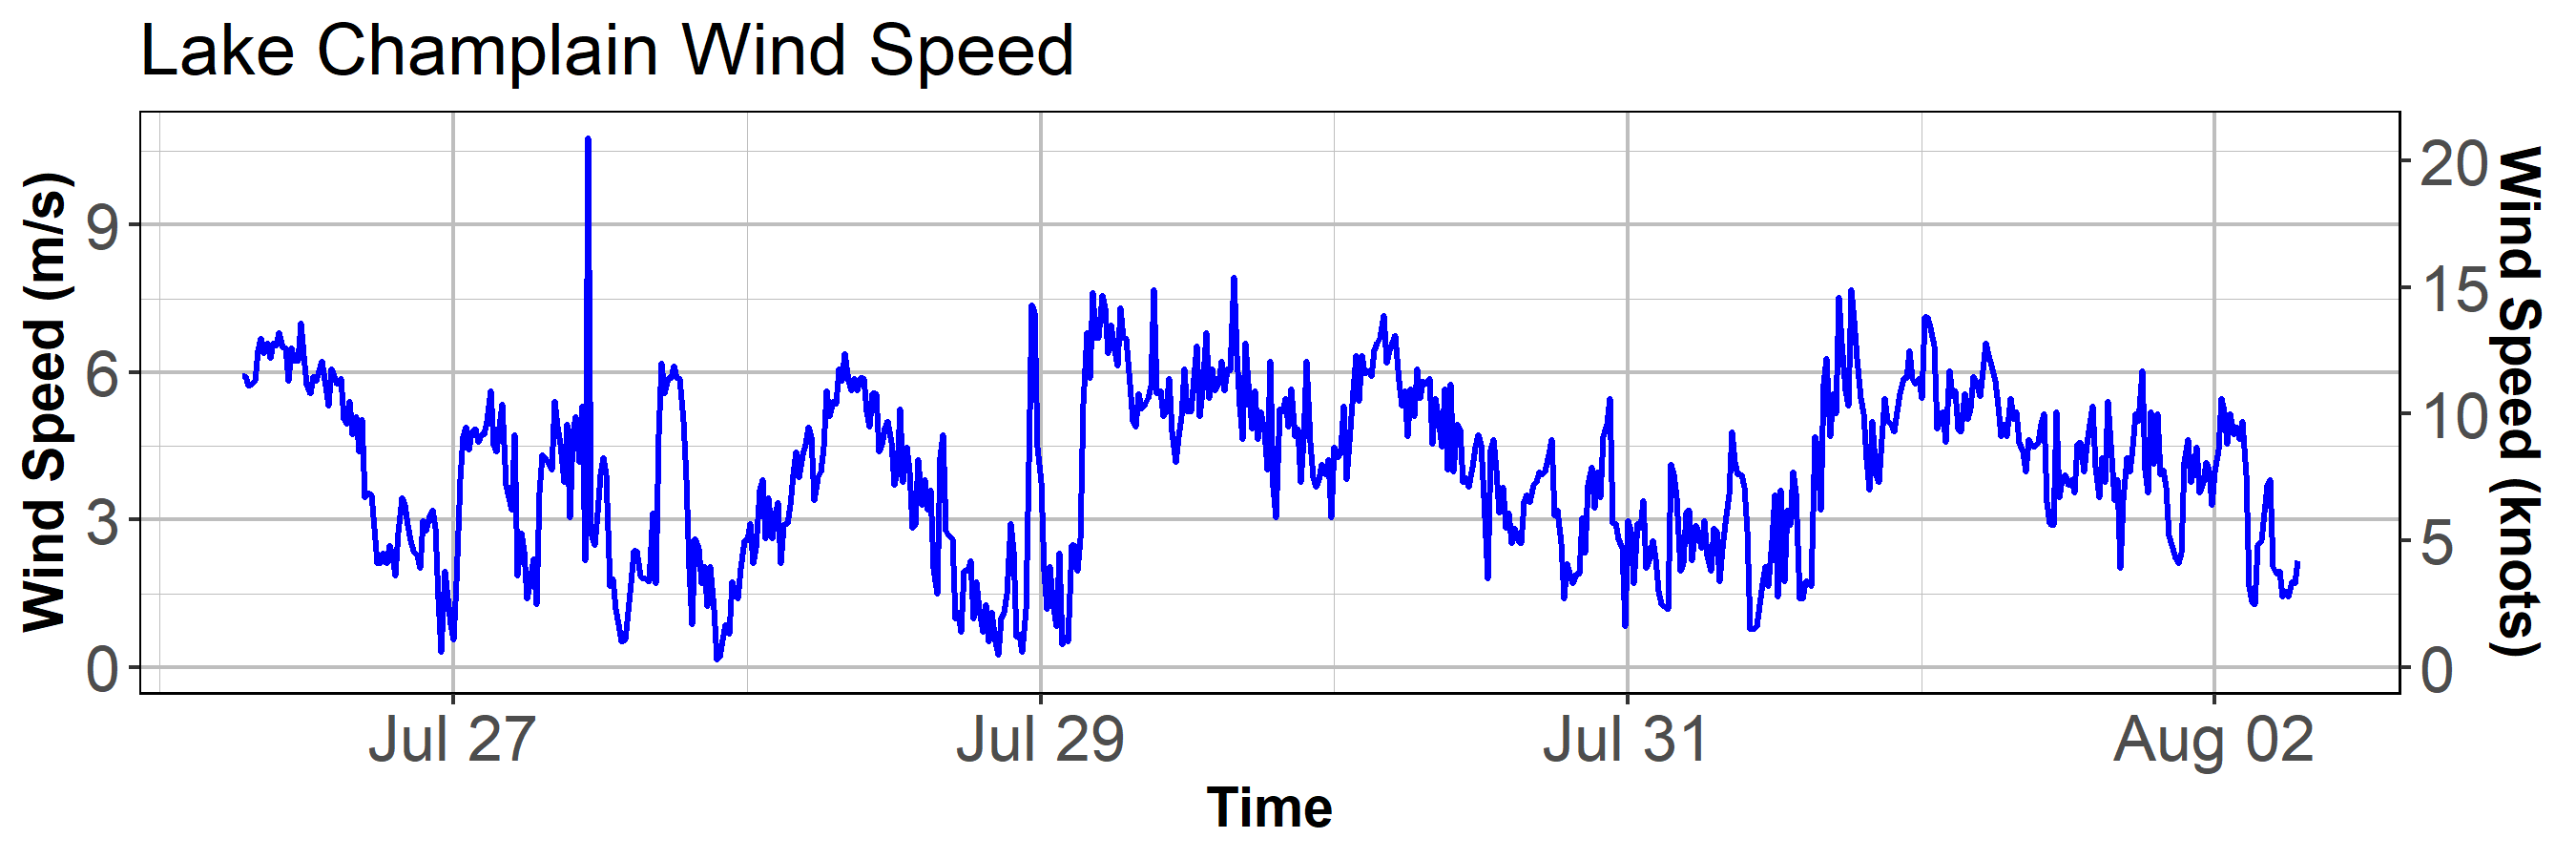 Lake Champlain Wind Speed
Wind Speed (m/s)
9
6
3
0
20
15
10
5
0
Wind Speed (knots)
Jul 27 Jul 29 Jul 31 Aug 02
Time